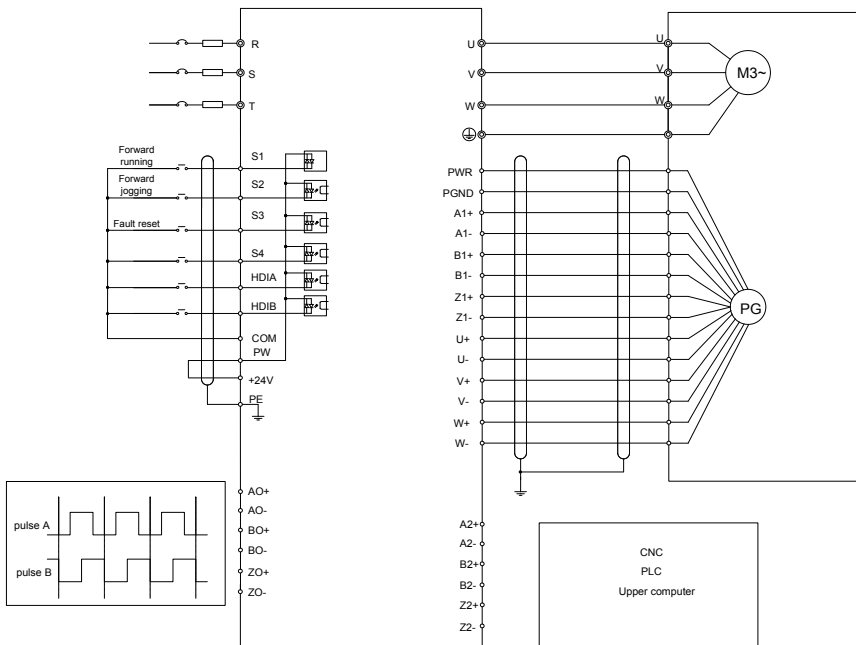 R
S
T
U
V
W
U
V
W
M3~
Forward
running
Forward
jogging
Fault reset
S1
S2
S3
S4
HDIA
HDIB
COM
PW
+24V
PE
PWR
PGND
A1+
A1-
B1+
B1-
Z1+
Z1-
U+
U-
V+
V-
W+
W-
PG
AO+
AO-
BO+
BO-
ZO+
ZO-
pulse A
pulse B
A2+
A2-
B2+
B2-
Z2+
Z2-
CNC
PLC
Upper computer